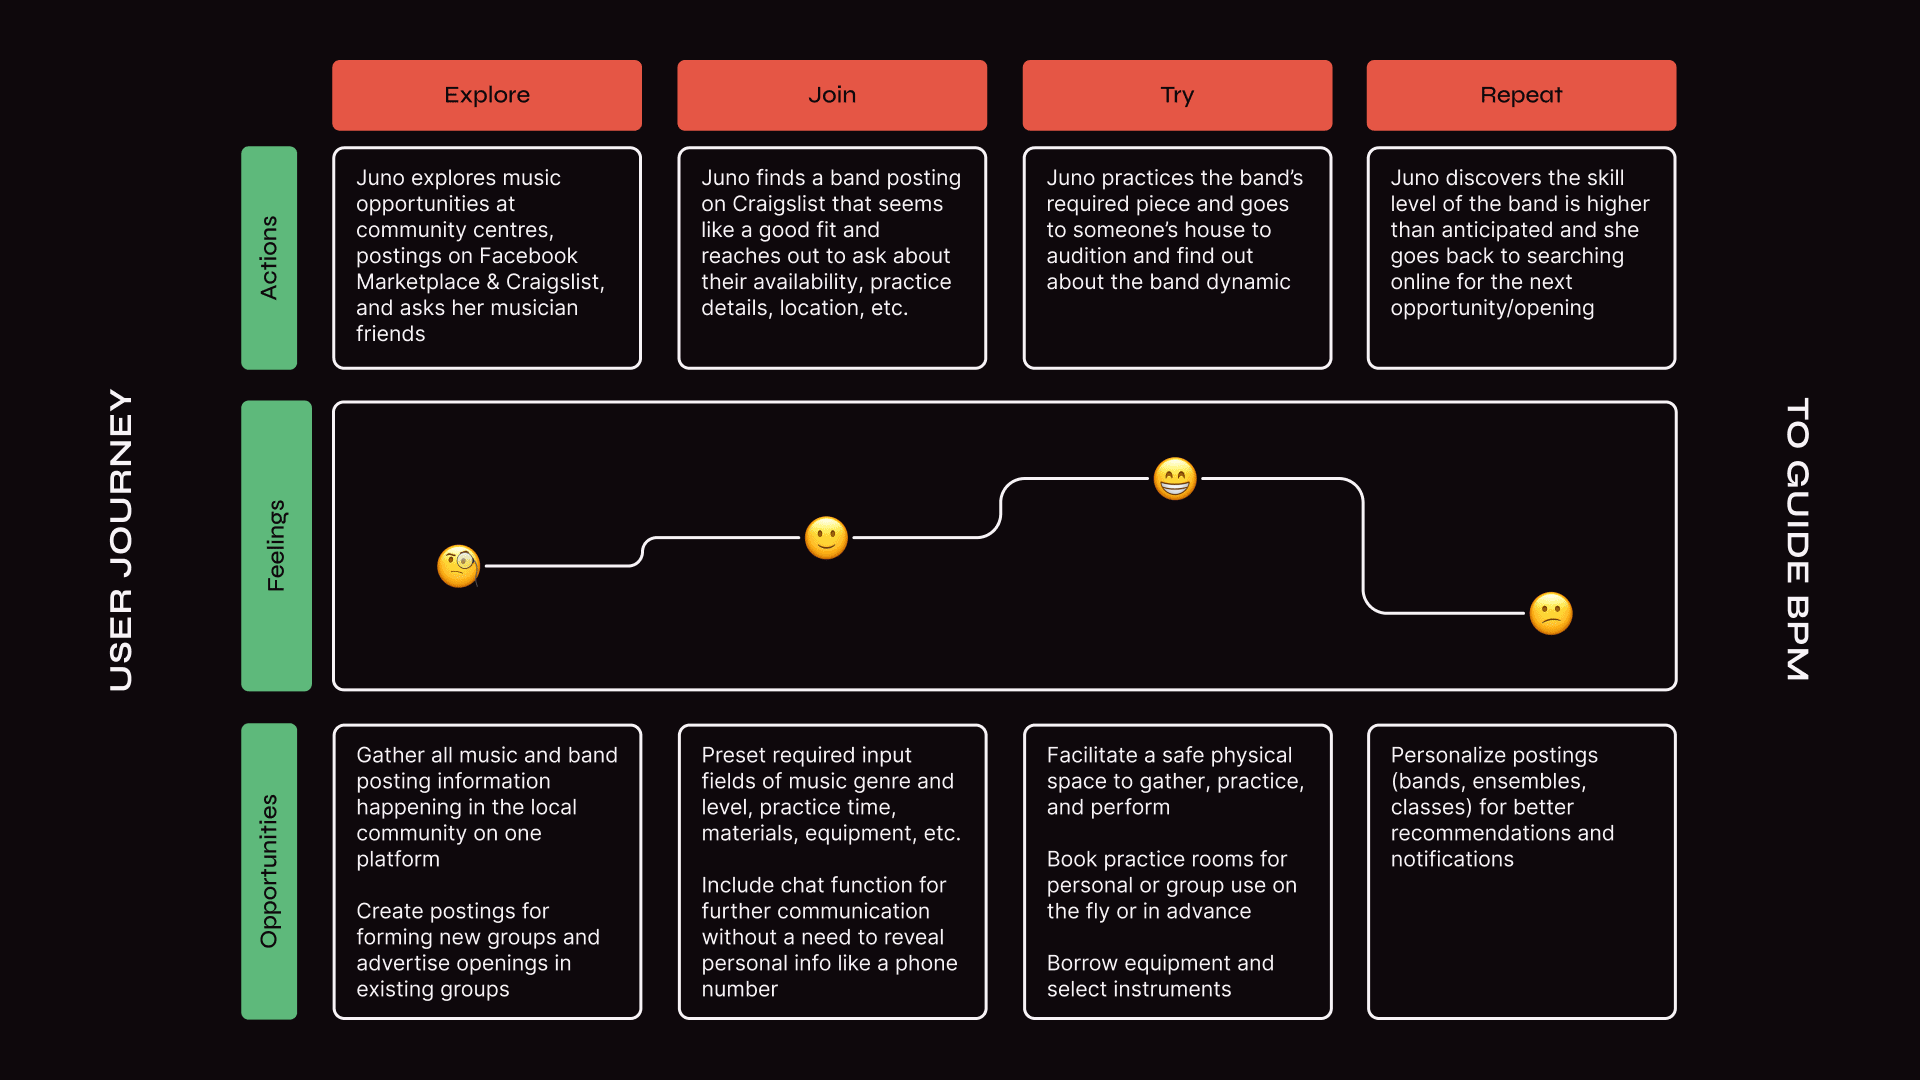 USER JOURNEY
TO GUIDE BPM
Explore
Join
Try
Repeat
Actions
Juno explores music
opportunities at
community centres,
postings on Facebook
Marketplace & Craigslist,
and asks her musician
friends
Juno finds a band posting
on Craigslist that seems
like a good fit and
reaches out to ask about
their availability, practice
details, location, etc.
Juno practices the band’s
required piece and goes
to someone’s house to
audition and find out
about the band dynamic
Juno discovers the skill
level of the band is higher
than anticipated and she
goes back to searching
online for the next
opportunity/opening
Feelings
Opportunities
Gather all music and band
posting information
happening in the local
community on one
platform
Create postings for
forming new groups and
advertise openings in
existing groups
Preset required input
fields of music genre and
level, practice time,
materials, equipment, etc.
Include chat function for
further communication
without a need to reveal
personal info like a phone
number
Facilitate a safe physical
space to gather, practice,
and perform
Book practice rooms for
personal or group use on
the fly or in advance
Borrow equipment and
select instruments
Personalize postings
(bands, ensembles,
classes) for better
recommendations and
notifications